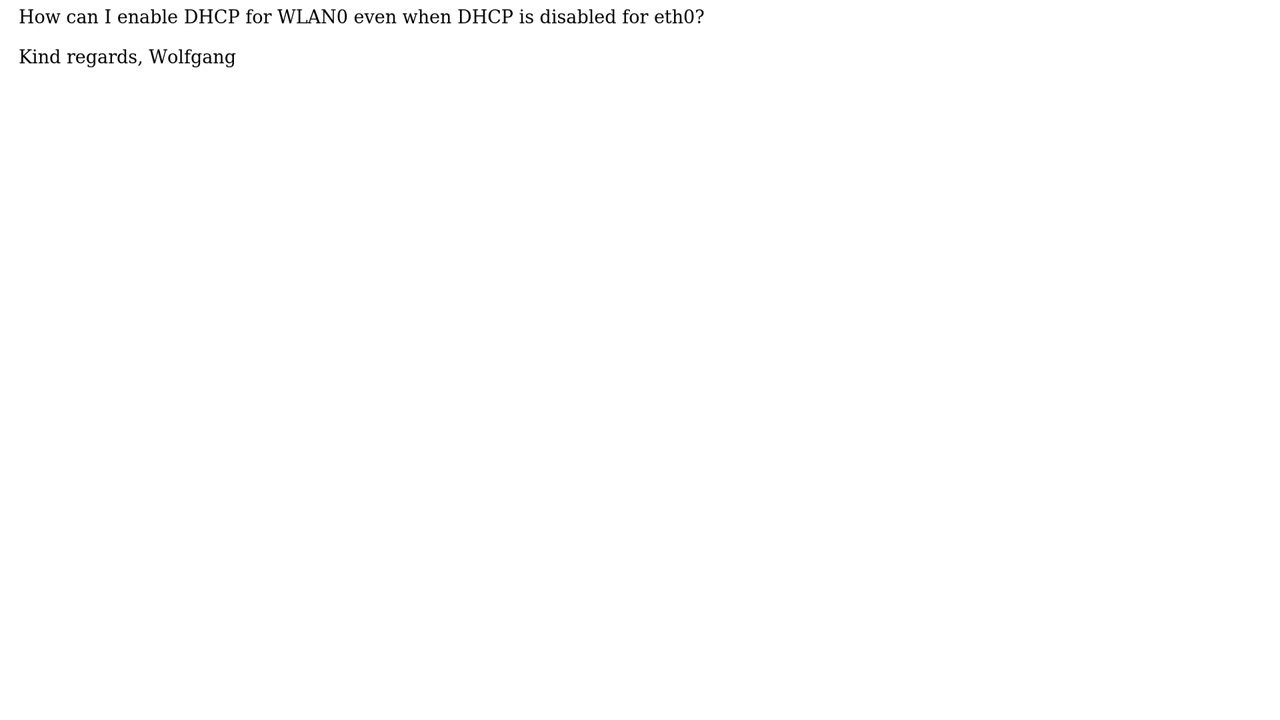 How can I enable DHCP for WLAN0 even when DHCP is disabled for eth0?
Kind regards, Wolfgang